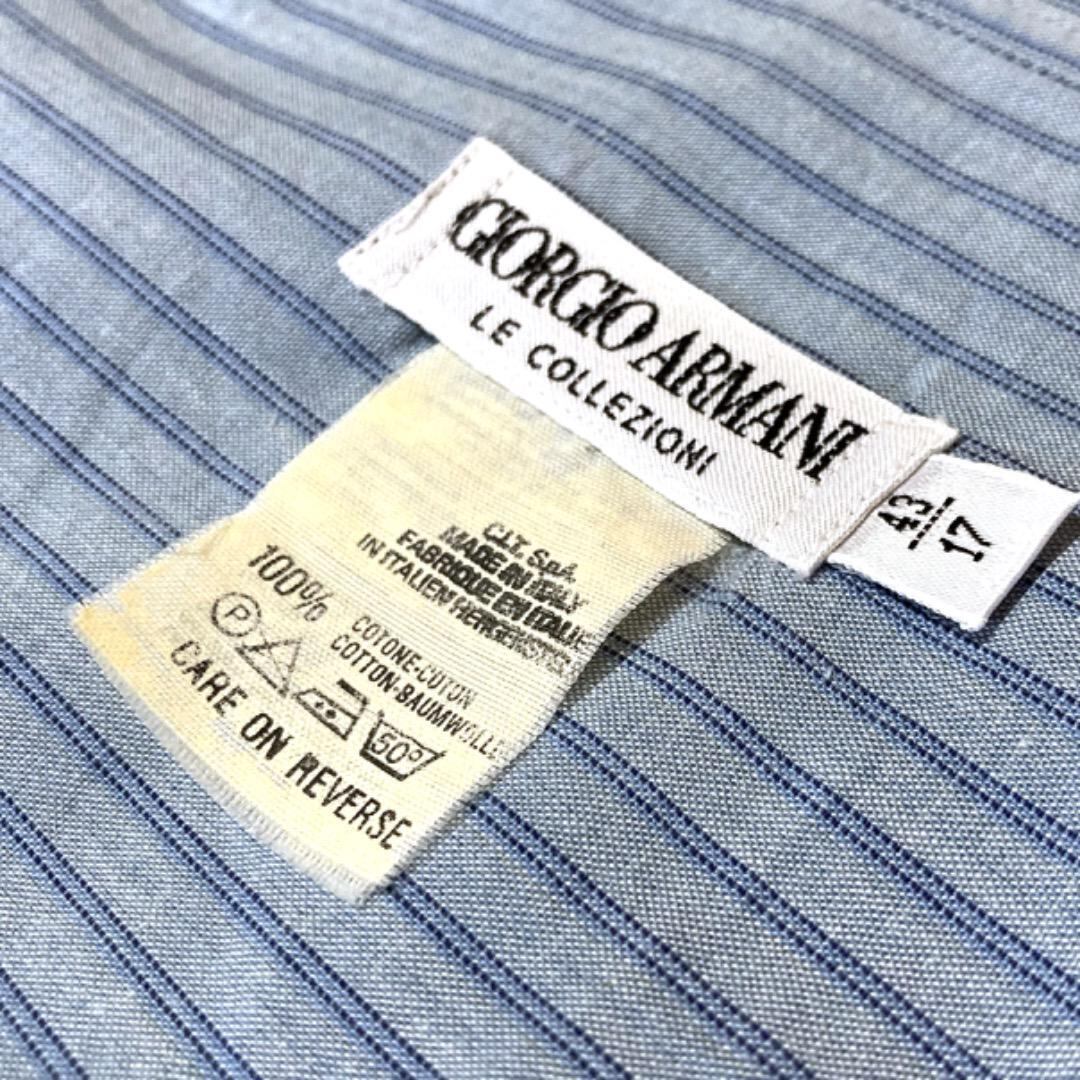 GIORGIO ARMANI
LE COLLEZIONI
43
17
C.I.T. S.p.A.
MADE IN ITALY
FABRIQUE EN ITALIE
IN ITALIEN HERGESTELLT
100% COTONE-COTON
COTTON-BAUMWOLLE
P
50°
CARE ON REVERSE